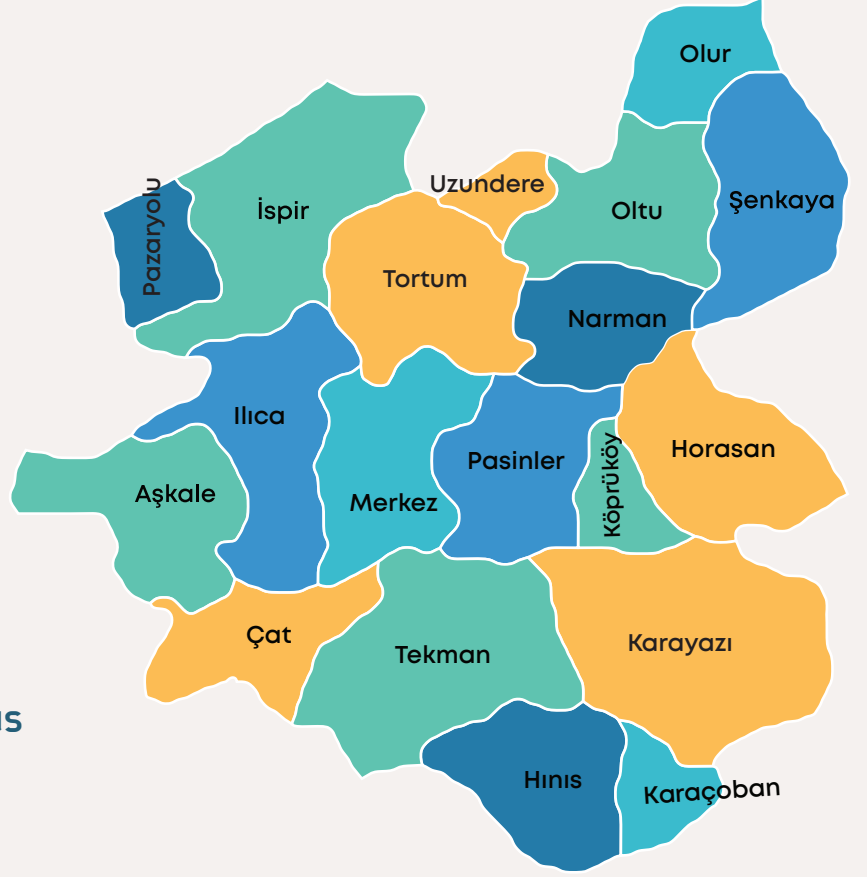 Olur
Şenkaya
Uzundere
Pazaryolu
İspir
Oltu
Tortum
Narman
Ilıca
Horasan
Pasinler
Köprüköy
Aşkale
Merkez
Çat
Karayazı
Tekman
Hınıs
Karaçoban